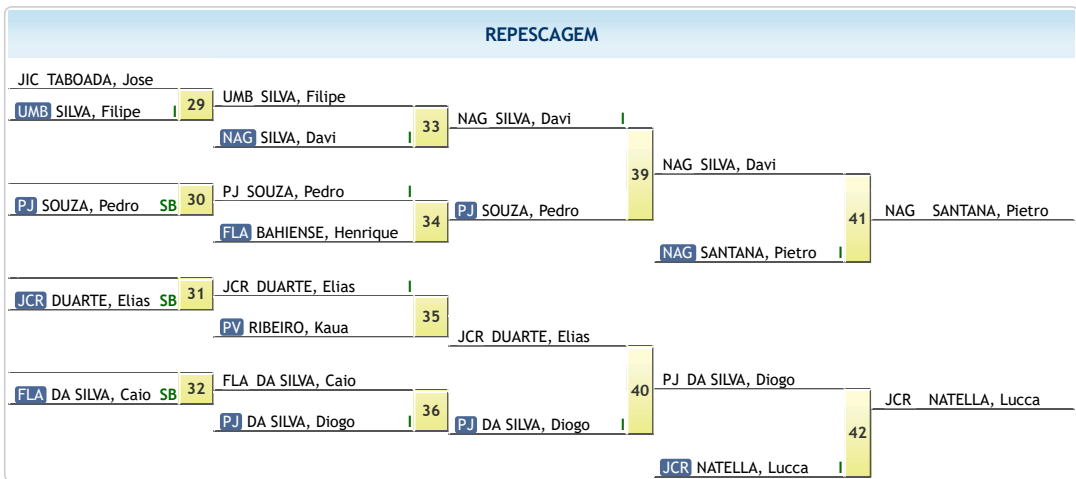 REPESCAGEM
JIC TABOADA, Jose
UMB SILVA, Filipe I
29
UMB SILVA, Filipe
NAG SILVA, Davi I
33
NAG SILVA, Davi I
PJ SOUZA, Pedro SB
30
PJ SOUZA, Pedro I
FLA BAHIENSE, Henrique
34
PJ SOUZA, Pedro
39
NAG SILVA, Davi
NAG SANTANA, Pietro I
41
NAG SANTANA, Pietro
JCR DUARTE, Elias SB
31
JCR DUARTE, Elias I
PV RIBEIRO, Kaua
35
JCR DUARTE, Elias
FLA DA SILVA, Caio SB
32
FLA DA SILVA, Caio
PJ DA SILVA, Diogo I
36
PJ DA SILVA, Diogo I
40
PJ DA SILVA, Diogo
JCR NATELLA, Lucca I
42
JCR NATELLA, Lucca